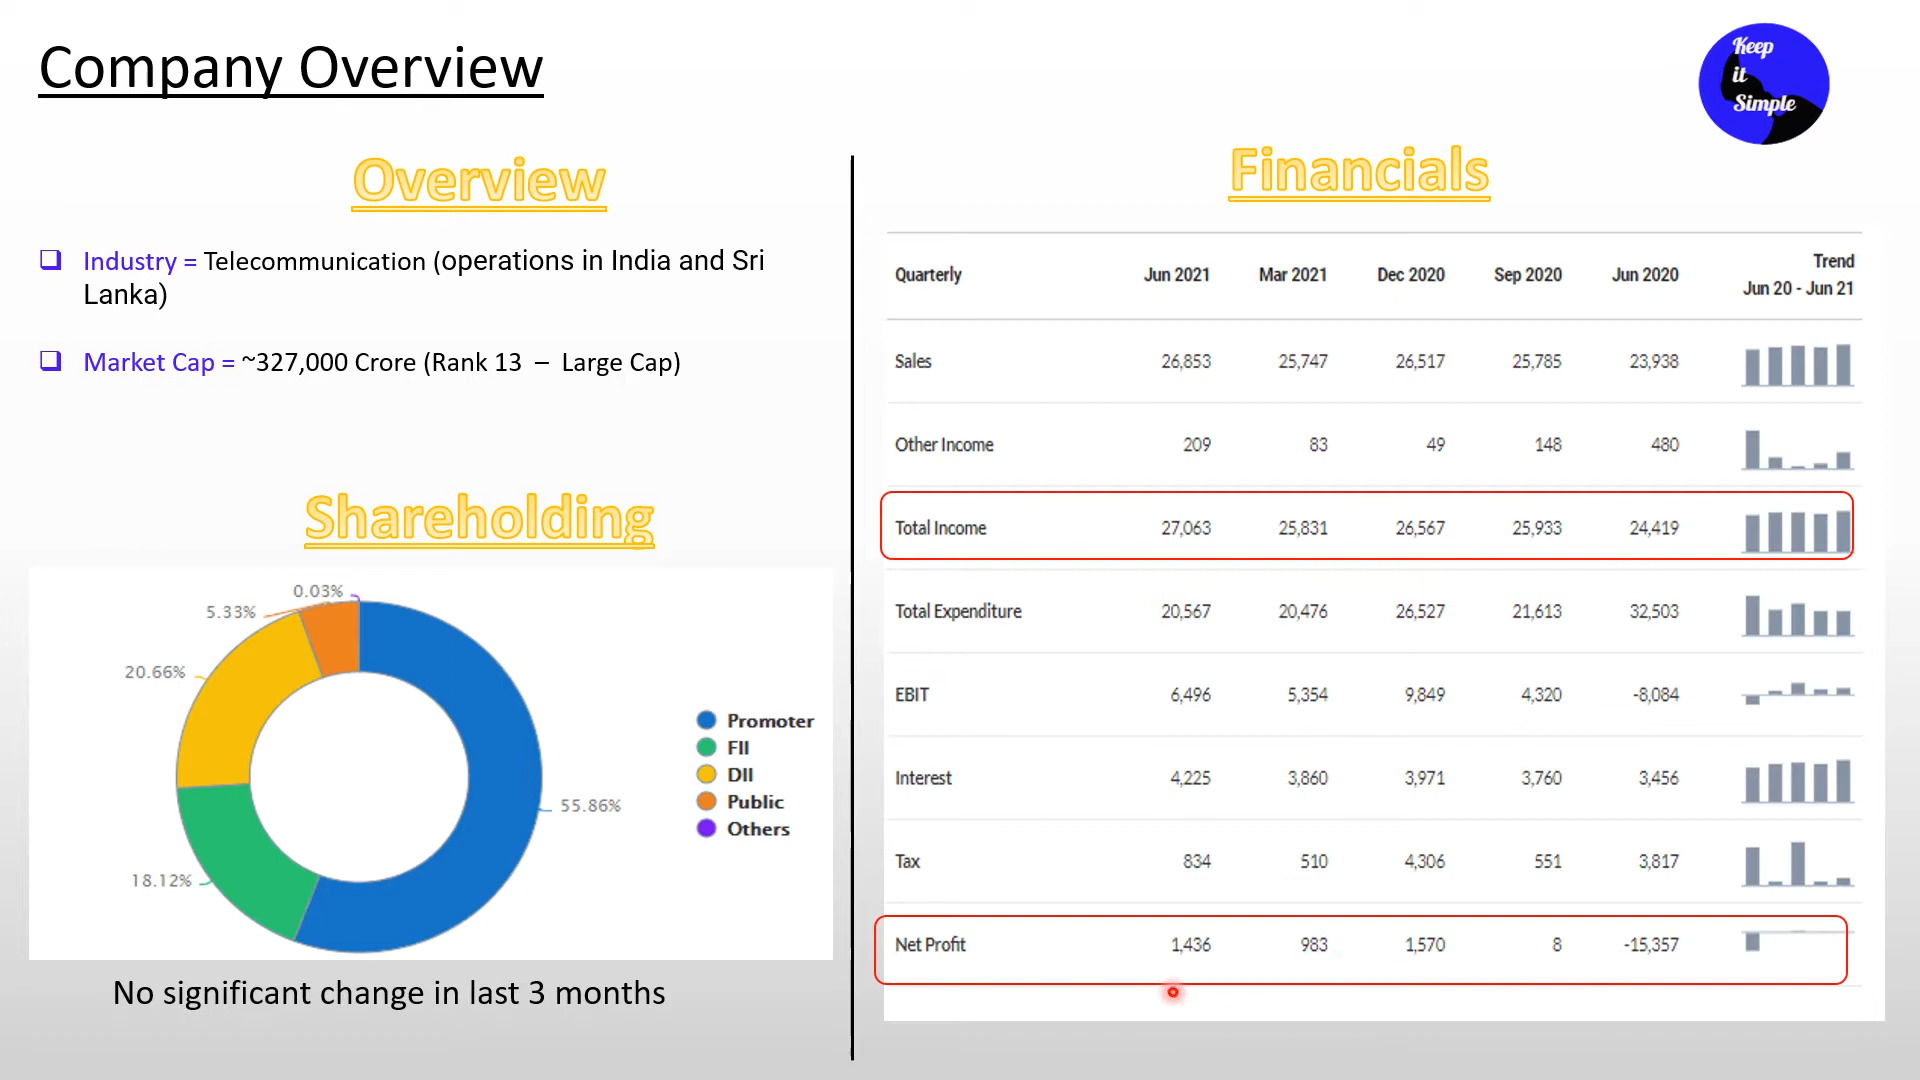 Company Overview
Keep
it
Simple
Overview
Industry = Telecommunication (operations in India and Sri
Lanka)
Market Cap = ~327,000 Crore (Rank 13 – Large Cap)
Shareholding
0.03%
5.33%
20.66%
55.86%
18.12%
Promoter
FII
DII
Public
Others
No significant change in last 3 months
Financials
Quarterly Jun 2021 Mar 2021 Dec 2020 Sep 2020 Jun 2020 Trend
Jun 20 - Jun 21
Sales 26,853 25,747 26,517 25,785 23,938
Other Income 209 83 49 148 480
Total Income 27,063 25,831 26,567 25,933 24,419
Total Expenditure 20,567 20,476 26,527 21,613 32,503
EBIT 6,496 5,354 9,849 4,320 -8,084
Interest 4,225 3,860 3,971 3,760 3,456
Tax 834 510 4,306 551 3,817
Net Profit 1,436 983 1,570 8 -15,357